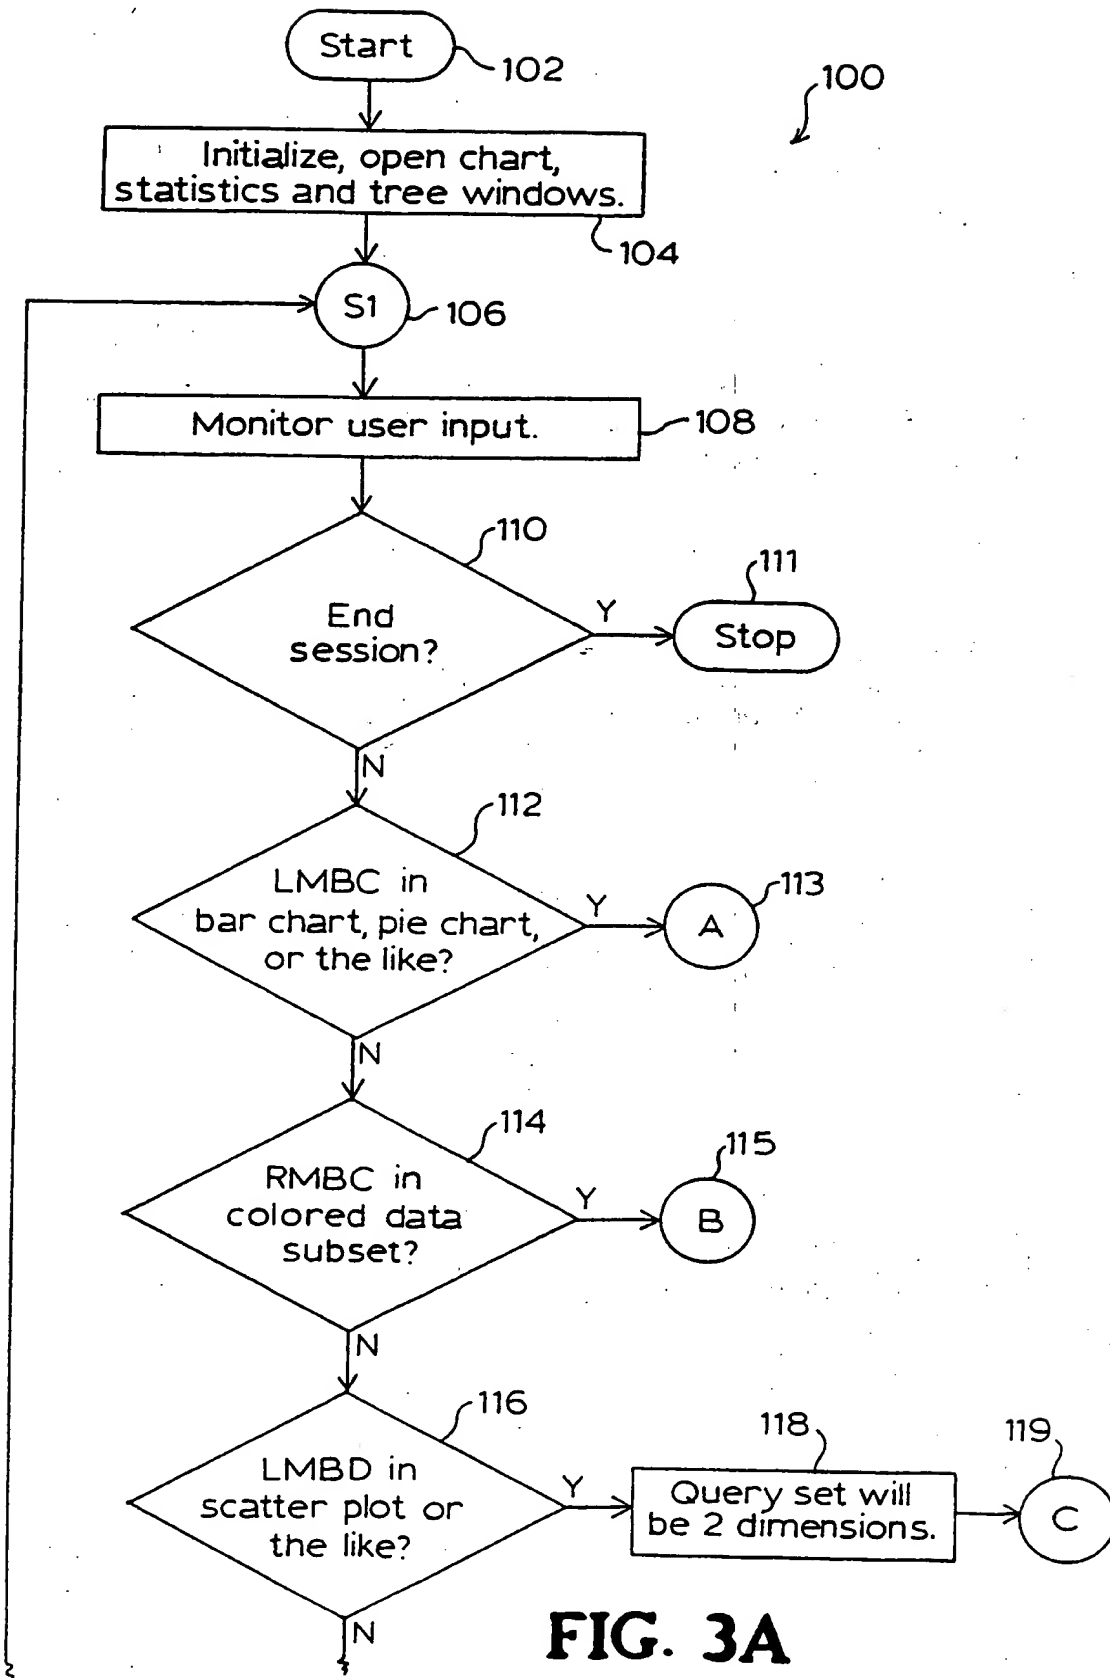 Start
102
100
Initialize, open chart,
statistics and tree windows.
104
S1
106
Monitor user input.
108
110
End
session?
Y
111
Stop
N
112
LMBC in
bar chart, pie chart,
or the like?
Y
113
A
N
114
RMBC in
colored data
subset?
Y
115
B
N
116
LMBD in
scatter plot or
the like?
Y
118
Query set will
be 2 dimensions.
119
C
N
FIG. 3A